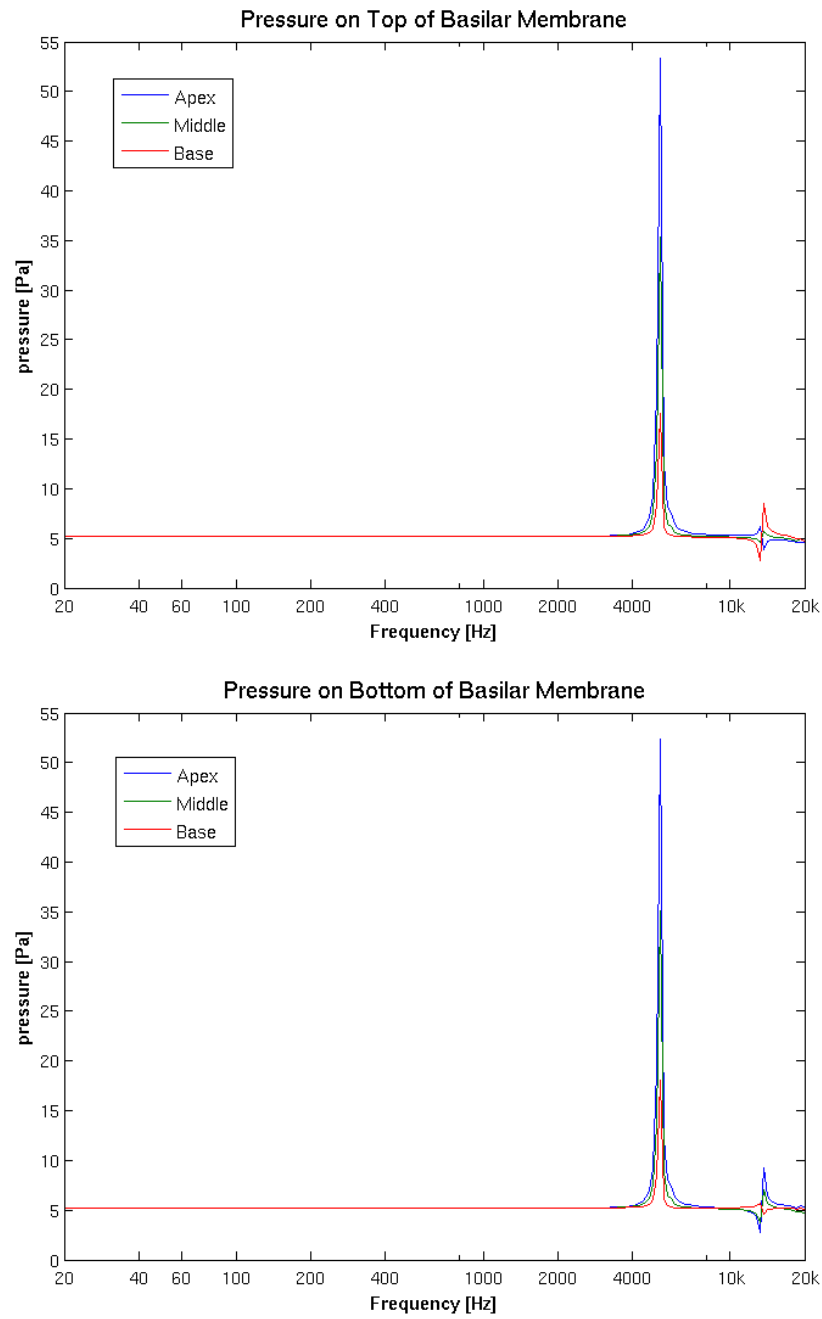 Pressure on Top of Basilar Membrane
55
50
45
40
35
30
25
20
15
10
5
0
pressure [Pa]
Apex
Middle
Base
20 40 60 100 200 400 1000 2000 4000 10k 20k
Frequency [Hz]
Pressure on Bottom of Basilar Membrane
55
50
45
40
35
30
25
20
15
10
5
0
pressure [Pa]
Apex
Middle
Base
20 40 60 100 200 400 1000 2000 4000 10k 20k
Frequency [Hz]